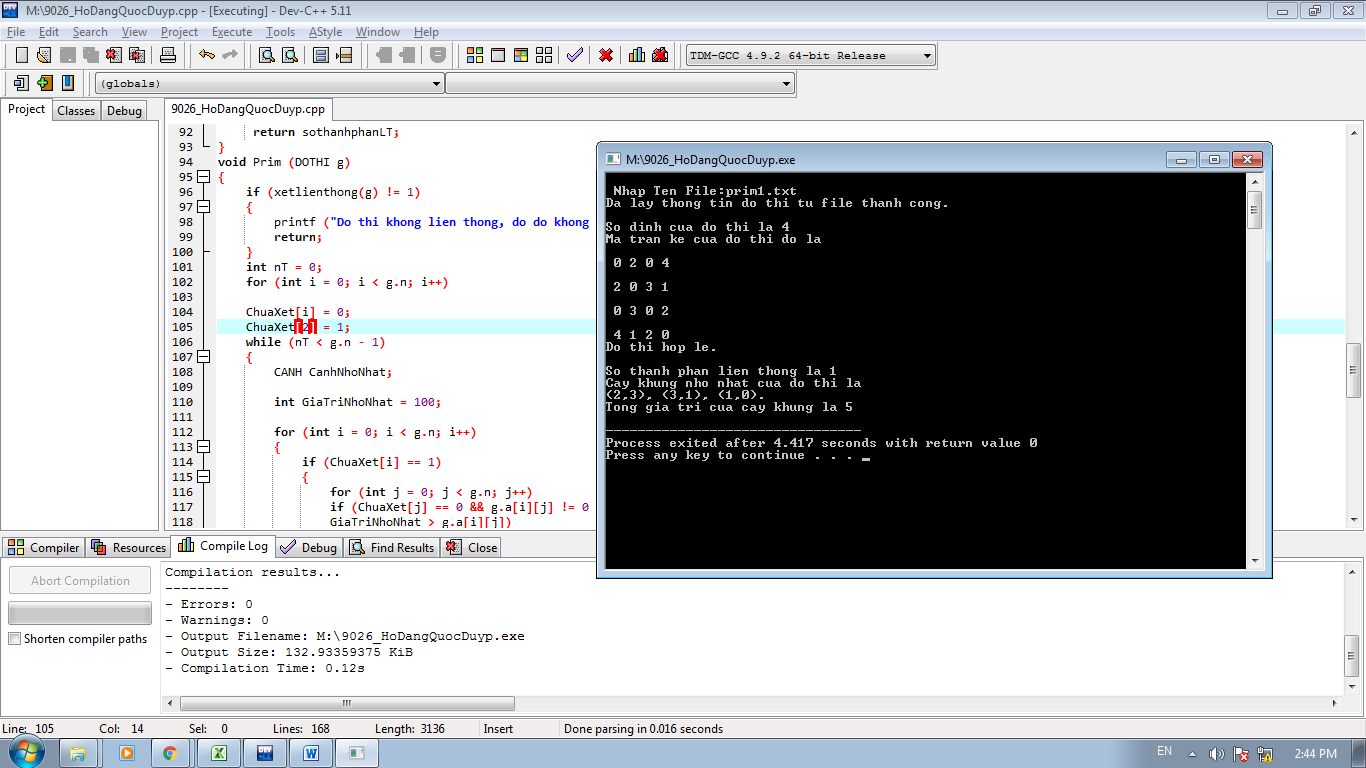 M:\9026_HoDangQuocDuyp.cpp - [Executing] - Dev-C++ 5.11
File Edit Search View Project Execute Tools AStyle Window Help
TDM-GCC 4.9.2 64-bit Release
(globals)
Project Classes Debug
9026_HoDangQuocDuyp.cpp
92 return sothanhphanLT;
93 }
94 void Prim (DOTHI g)
95 {
96 if (xetlienthong(g) != 1)
97 {
98 printf ("Do thi khong lien thong, do do khong
99 return;
100 }
101 int nT = 0;
102 for (int i = 0; i < g.n; i++)
103
104 ChuaXet[i] = 0;
105 ChuaXet[2] = 1;
106 while (nT < g.n - 1)
107 {
108 CANH CanhNhoNhat;
109
110 int GiaTriNhoNhat = 100;
111
112 for (int i = 0; i < g.n; i++)
113 {
114 if (ChuaXet[i] == 1)
115 {
116 for (int j = 0; j < g.n; j++)
117 if (ChuaXet[j] == 0 && g.a[i][j] != 0
118 GiaTriNhoNhat > g.a[i][j])
M:\9026_HoDangQuocDuyp.exe
Nhap Ten File:prim1.txt
Da lay thong tin do thi tu file thanh cong.
So dinh cua do thi la 4
Ma tran ke cua do thi do la
0 2 0 4
2 0 3 1
0 3 0 2
4 1 2 0
Do thi hop le.
So thanh phan lien thong la 1
Cay khung nho nhat cua do thi la
(2,3), (3,1), (1,0).
Tong gia tri cua cay khung la 5
--------------------------------
Process exited after 4.417 seconds with return value 0
Press any key to continue . . . _
Compiler Resources Compile Log Debug Find Results Close
Abort Compilation
Shorten compiler paths
Compilation results...
--------
- Errors: 0
- Warnings: 0
- Output Filename: M:\9026_HoDangQuocDuyp.exe
- Output Size: 132.93359375 KiB
- Compilation Time: 0.12s
Line: 105 Col: 14 Sel: 0 Lines: 168 Length: 3136 Insert Done parsing in 0.016 seconds
EN 2:44 PM